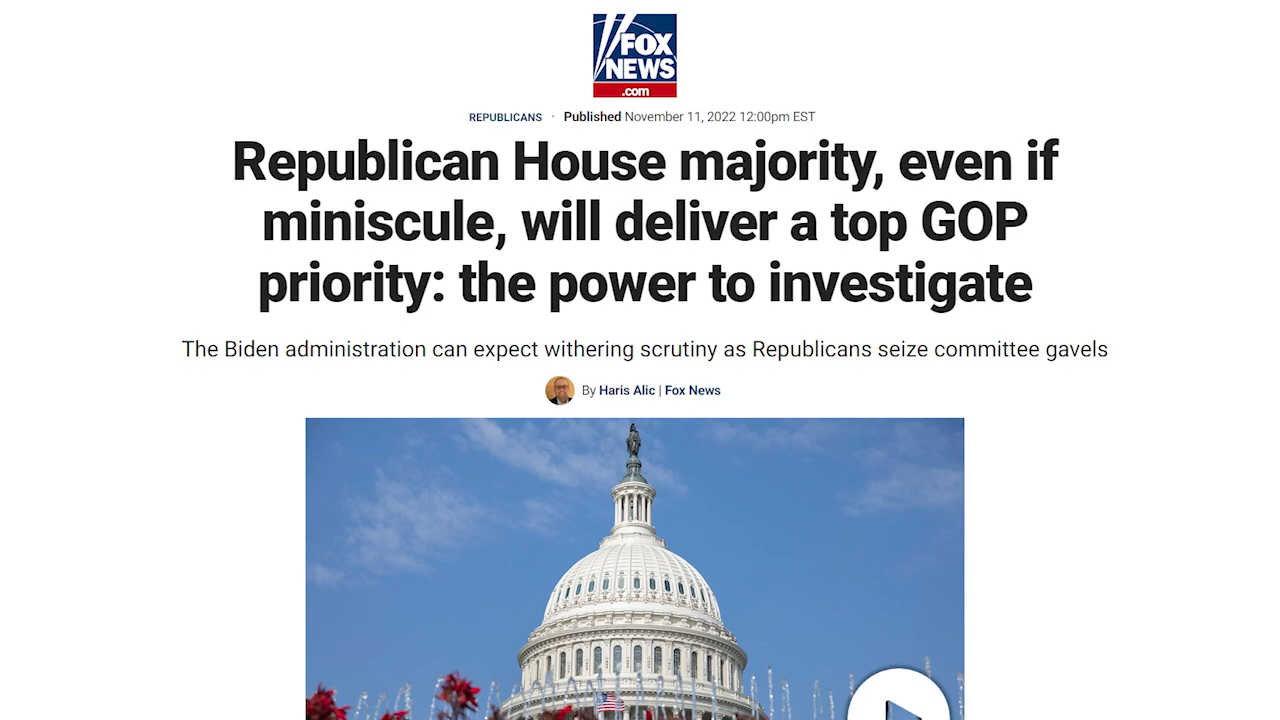 FOX
NEWS
.com
REPUBLICANS · Published November 11, 2022 12:00pm EST
Republican House majority, even if
miniscule, will deliver a top GOP
priority: the power to investigate
The Biden administration can expect withering scrutiny as Republicans seize committee gavels
By Haris Alic | Fox News